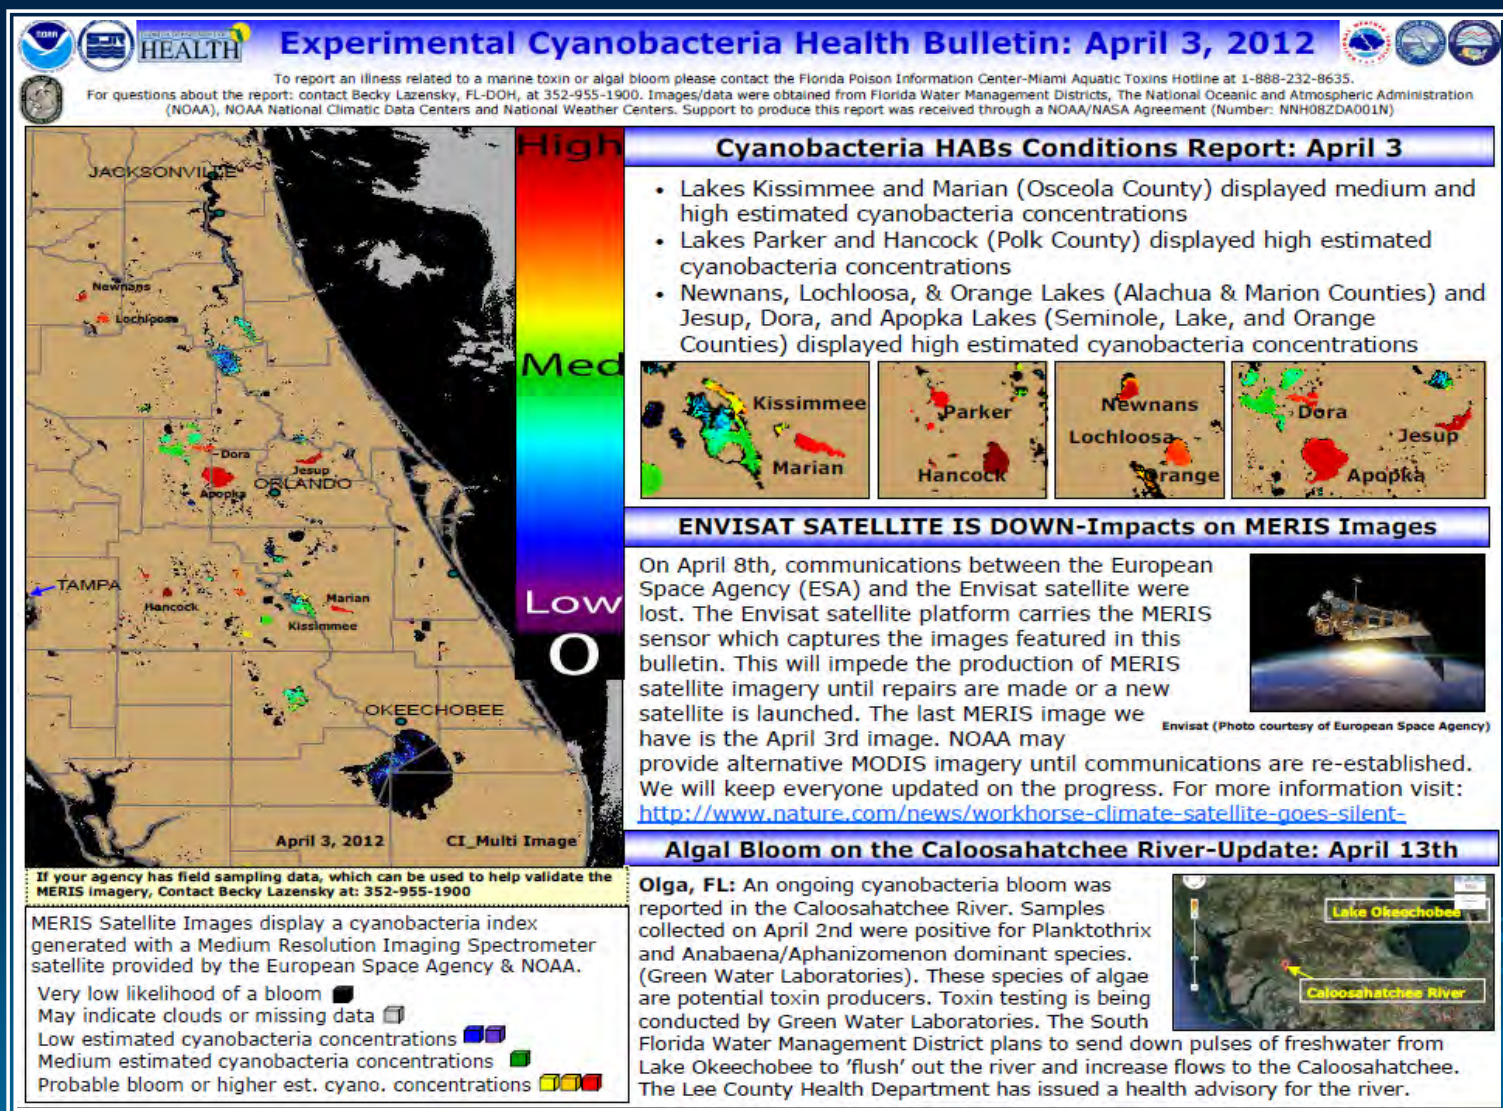 HEALTH
Experimental Cyanobacteria Health Bulletin: April 3, 2012
To report an illness related to a marine toxin or algal bloom please contact the Florida Poison Information Center-Miami Aquatic Toxins Hotline at 1-888-232-8635.
For questions about the report: contact Becky Lazensky, FL-DOH, at 352-955-1900. Images/data were obtained from Florida Water Management Districts, The National Oceanic and Atmospheric Administration
(NOAA), NOAA National Climatic Data Centers and National Weather Centers. Support to produce this report was received through a NOAA/NASA Agreement (Number: NNH08ZDA001N)
JACKSONVILLE
Newnans
Lochloosa
Dora
Jesup
Apopka
ORLANDO
TAMPA
Hancock
Marian
Kissimmee
OKEECHOBEE
April 3, 2012 CI_Multi Image
High
Med
Low
0
If your agency has field sampling data, which can be used to help validate the
MERIS imagery, Contact Becky Lazensky at: 352-955-1900
MERIS Satellite Images display a cyanobacteria index
generated with a Medium Resolution Imaging Spectrometer
satellite provided by the European Space Agency & NOAA.
Very low likelihood of a bloom
May indicate clouds or missing data
Low estimated cyanobacteria concentrations
Medium estimated cyanobacteria concentrations
Probable bloom or higher est. cyano. concentrations
Cyanobacteria HABs Conditions Report: April 3
• Lakes Kissimmee and Marian (Osceola County) displayed medium and
high estimated cyanobacteria concentrations
• Lakes Parker and Hancock (Polk County) displayed high estimated
cyanobacteria concentrations
• Newnans, Lochloosa, & Orange Lakes (Alachua & Marion Counties) and
Jesup, Dora, and Apopka Lakes (Seminole, Lake, and Orange
Counties) displayed high estimated cyanobacteria concentrations
Kissimmee
Marian
Parker
Hancock
Newnans
Lochloosa
Orange
Dora
Jesup
Apopka
ENVISAT SATELLITE IS DOWN-Impacts on MERIS Images
On April 8th, communications between the European
Space Agency (ESA) and the Envisat satellite were
lost. The Envisat satellite platform carries the MERIS
sensor which captures the images featured in this
bulletin. This will impede the production of MERIS
satellite imagery until repairs are made or a new
satellite is launched. The last MERIS image we
have is the April 3rd image. NOAA may
provide alternative MODIS imagery until communications are re-established.
We will keep everyone updated on the progress. For more information visit:
http://www.nature.com/news/workhorse-climate-satellite-goes-silent-
Envisat (Photo courtesy of European Space Agency)
Algal Bloom on the Caloosahatchee River-Update: April 13th
Olga, FL: An ongoing cyanobacteria bloom was
reported in the Caloosahatchee River. Samples
collected on April 2nd were positive for Planktothrix
and Anabaena/Aphanizomenon dominant species.
(Green Water Laboratories). These species of algae
are potential toxin producers. Toxin testing is being
conducted by Green Water Laboratories. The South
Florida Water Management District plans to send down pulses of freshwater from
Lake Okeechobee to 'flush' out the river and increase flows to the Caloosahatchee.
The Lee County Health Department has issued a health advisory for the river.
Lake Okeechobee
Caloosahatchee River